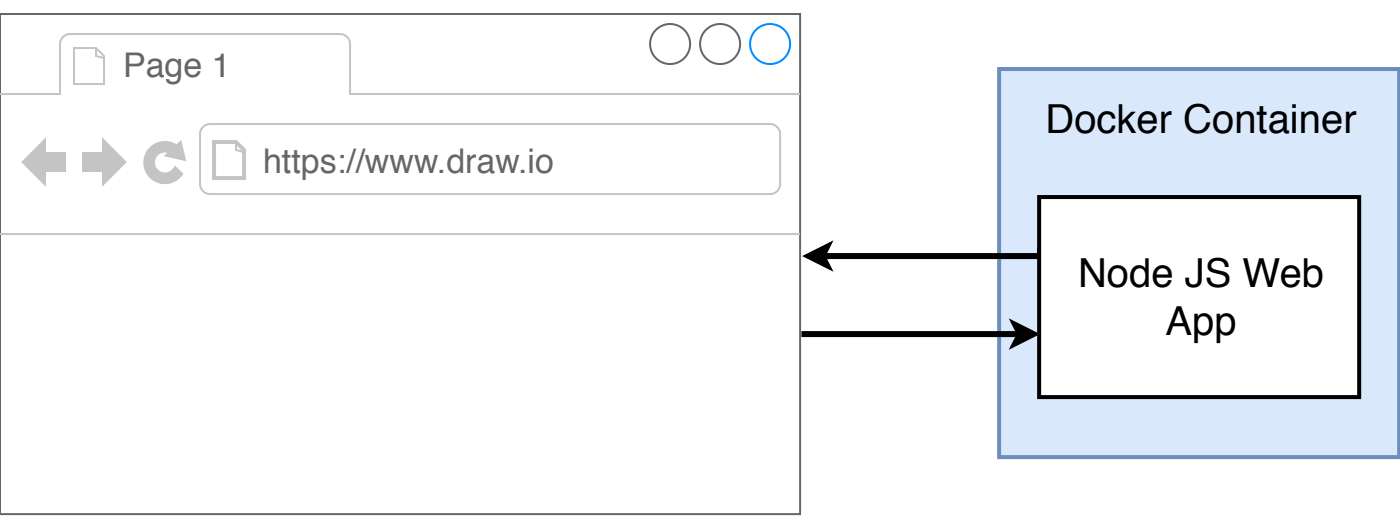 Page 1
https://www.draw.io
Docker Container
Node JS Web
App